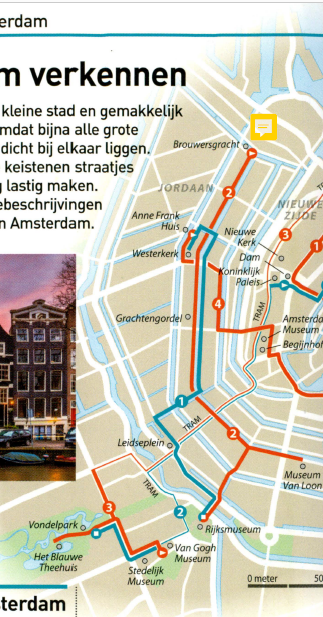 erdam
m verkennen
kleine stad en gemakkelijk
mdat bijna alle grote
dicht bij elkaar liggen.
keistenen straatjes
g lastig maken.
ebeschrijvingen
n Amsterdam.
Brouwersgracht
2
JORDAAN
NIEUWE
ZIJDE
Anne Frank
Huis
Nieuwe
Kerk
3
1
Westerkerk
Dam
Koninklijk
Paleis
4
TRAM
Grachtengordel
Amsterda
Museum
Begijnhof
1
TRAM
2
Leidseplein
Museum
Van Loon
TRAM
2
3
Rijksmuseum
Vondelpark
Het Blauwe
Theehuis
Van Gogh
Museum
Stedelijk
Museum
0 meter
50
sterdam